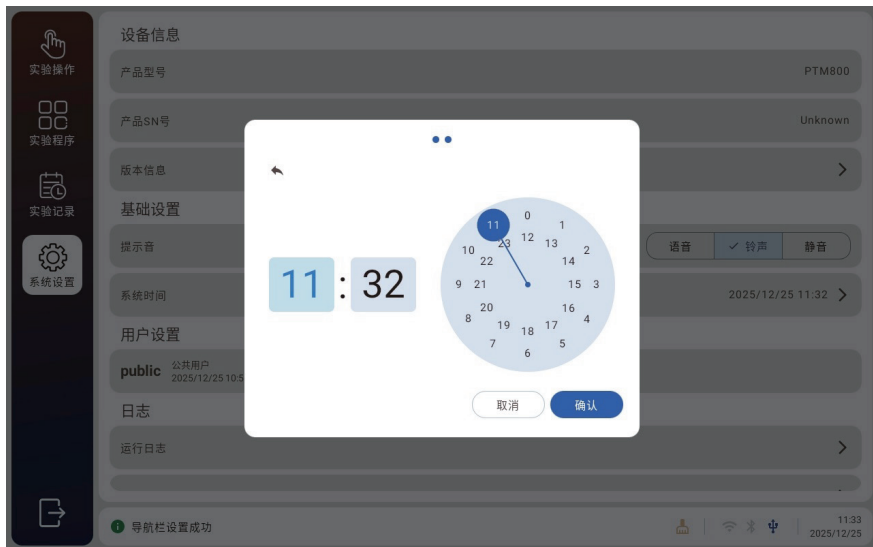 实验操作
实验程序
实验记录
系统设置
设备信息
产品型号 PTM800
产品SN号 Unknown
版本信息
基础设置
提示音 语音 铃声 静音
系统时间 2025/12/25 11:32
用户设置
public 公共用户
2025/12/25 10:5
日志
运行日志
11 : 32
0
11 1
12
23 13
10 2
22 14
9 21 15 3
20 16
8 4
19 17
18
7 5
6
取消 确认
导航栏设置成功
11:33
2025/12/25